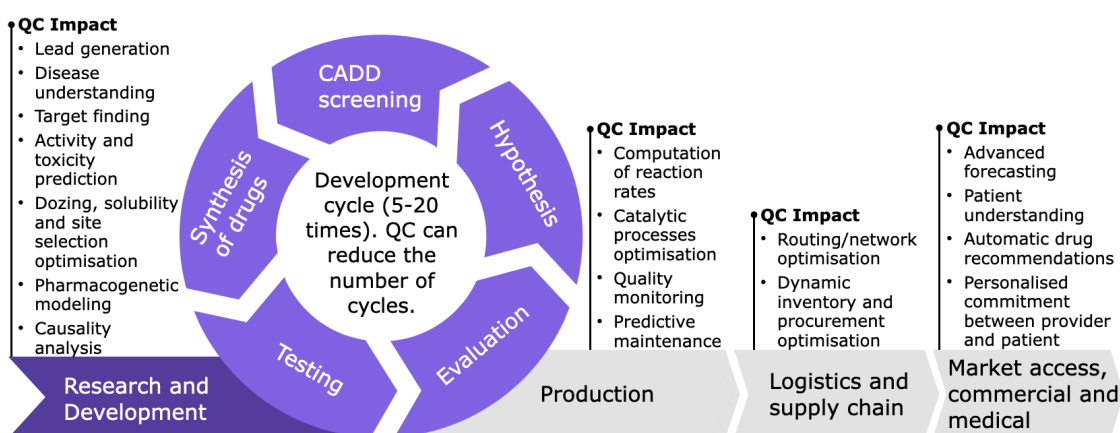 QC Impact
• Lead generation
• Disease
understanding
• Target finding
• Activity and
toxicity
prediction
• Dozing, solubility
and site
selection
optimisation
• Pharmacogenetic
modeling
• Causality
analysis
CADD
screening
Hypothesis
Evaluation
Testing
Synthesis
of drugs
Development
cycle (5-20
times). QC can
reduce the
number of
cycles.
QC Impact
• Computation
of reaction
rates
• Catalytic
processes
optimisation
• Quality
monitoring
• Predictive
maintenance
QC Impact
• Routing/network
optimisation
• Dynamic
inventory and
procurement
optimisation
QC Impact
• Advanced
forecasting
• Patient
understanding
• Automatic drug
recommendations
• Personalised
commitment
between provider
and patient
Research and
Development
Production
Logistics and
supply chain
Market access,
commercial and
medical